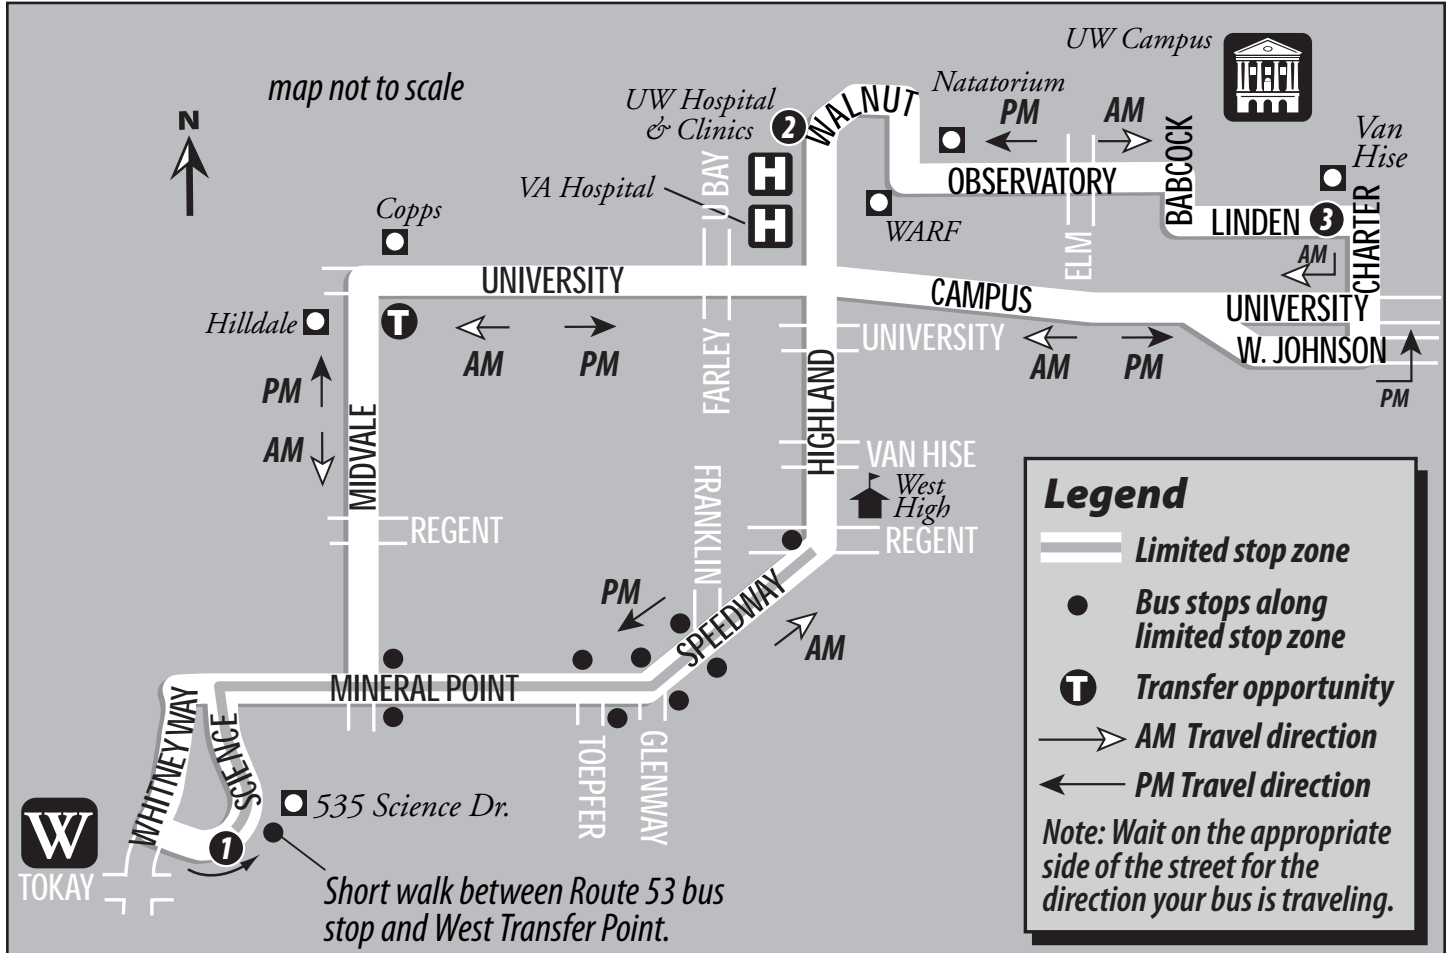 map not to scale
N
UW Campus
UW Hospital
& Clinics
2
WALNUT
Natatorium
PM
AM
BABCOCK
Van
Hise
VA Hospital
H
H
U BAY
OBSERVATORY
WARF
ELM
LINDEN
3
CHARTER
AM
Copps
UNIVERSITY
CAMPUS
UNIVERSITY
W. JOHNSON
PM
Hilldale
T
AM
PM
FARLEY
UNIVERSITY
AM
PM
PM
AM
MIDVALE
HIGHLAND
VAN HISE
West
High
REGENT
FRANKLIN
REGENT
PM
SPEEDWAY
AM
MINERAL POINT
WHITNEY WAY
SCIENCE
TOEPFER
GLENWAY
535 Science Dr.
W
TOKAY
1
Short walk between Route 53 bus
stop and West Transfer Point.
Legend
Limited stop zone
Bus stops along
limited stop zone
T
Transfer opportunity
AM Travel direction
PM Travel direction
Note: Wait on the appropriate
side of the street for the
direction your bus is traveling.